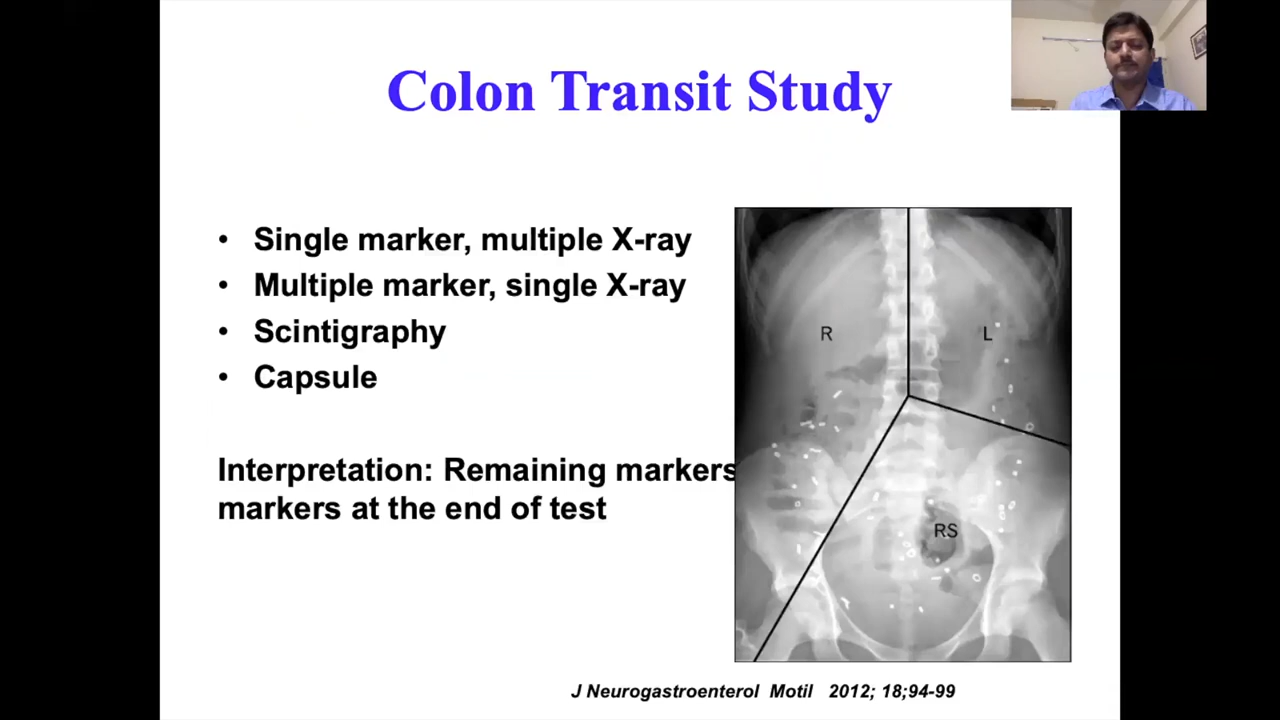 Colon Transit Study
• Single marker, multiple X-ray
• Multiple marker, single X-ray
• Scintigraphy
• Capsule
Interpretation: Remaining markers
markers at the end of test
R
L
RS
J Neurogastroenterol Motil 2012; 18;94-99